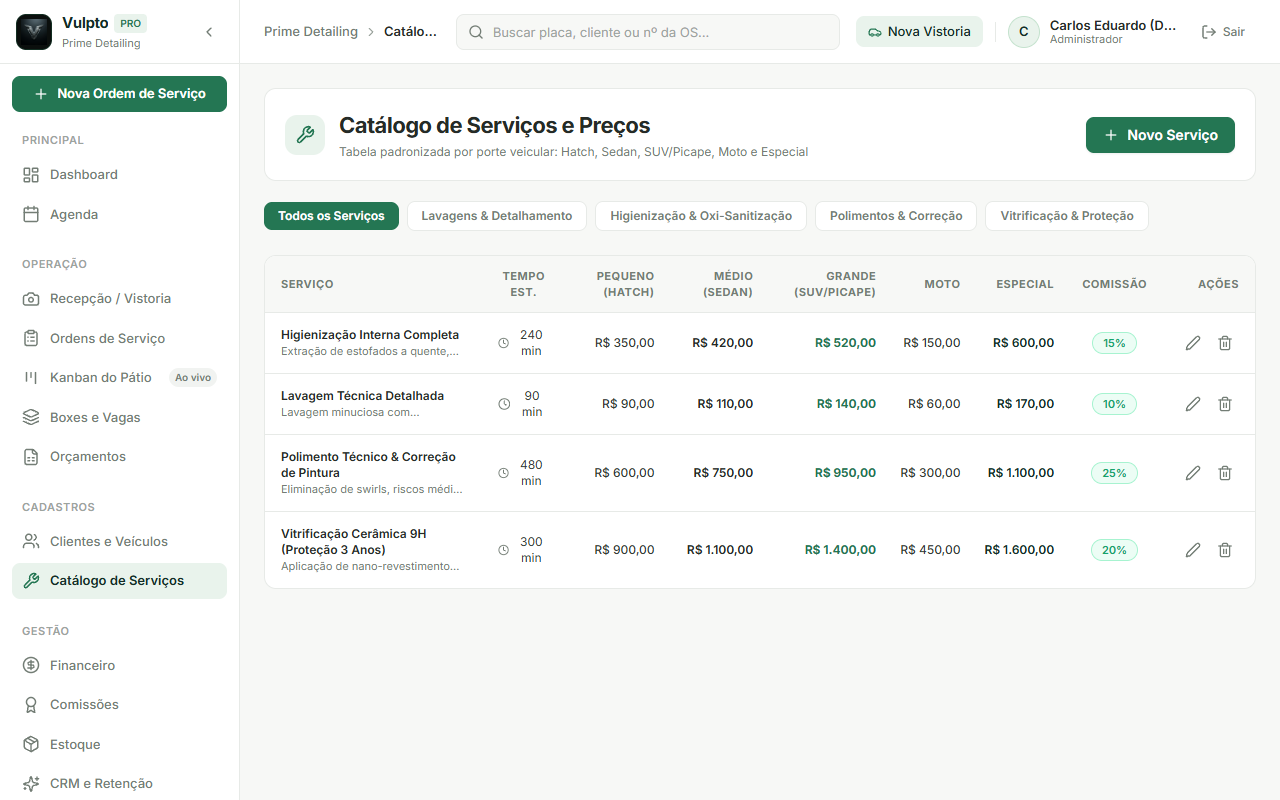 Vulpto PRO
Prime Detailing
Prime Detailing > Catálo...
Buscar placa, cliente ou nº da OS...
Nova Vistoria
C
Carlos Eduardo (D...
Administrador
Sair
Nova Ordem de Serviço
PRINCIPAL
Dashboard
Agenda
OPERAÇÃO
Recepção / Vistoria
Ordens de Serviço
Kanban do Pátio Ao vivo
Boxes e Vagas
Orçamentos
CADASTROS
Clientes e Veículos
Catálogo de Serviços
GESTÃO
Financeiro
Comissões
Estoque
CRM e Retenção
Catálogo de Serviços e Preços
Tabela padronizada por porte veicular: Hatch, Sedan, SUV/Picape, Moto e Especial
Novo Serviço
Todos os Serviços
Lavagens & Detalhamento
Higienização & Oxi-Sanitização
Polimentos & Correção
Vitrificação & Proteção
SERVIÇO
TEMPO
EST.
PEQUENO
(HATCH)
MÉDIO
(SEDAN)
GRANDE
(SUV/PICAPE)
MOTO
ESPECIAL
COMISSÃO
AÇÕES
Higienização Interna Completa
Extração de estofados a quente,...
240
min
R$ 350,00
R$ 420,00
R$ 520,00
R$ 150,00
R$ 600,00
15%
Lavagem Técnica Detalhada
Lavagem minuciosa com...
90
min
R$ 90,00
R$ 110,00
R$ 140,00
R$ 60,00
R$ 170,00
10%
Polimento Técnico & Correção
de Pintura
Eliminação de swirls, riscos médi...
480
min
R$ 600,00
R$ 750,00
R$ 950,00
R$ 300,00
R$ 1.100,00
25%
Vitrificação Cerâmica 9H
(Proteção 3 Anos)
Aplicação de nano-revestimento...
300
min
R$ 900,00
R$ 1.100,00
R$ 1.400,00
R$ 450,00
R$ 1.600,00
20%